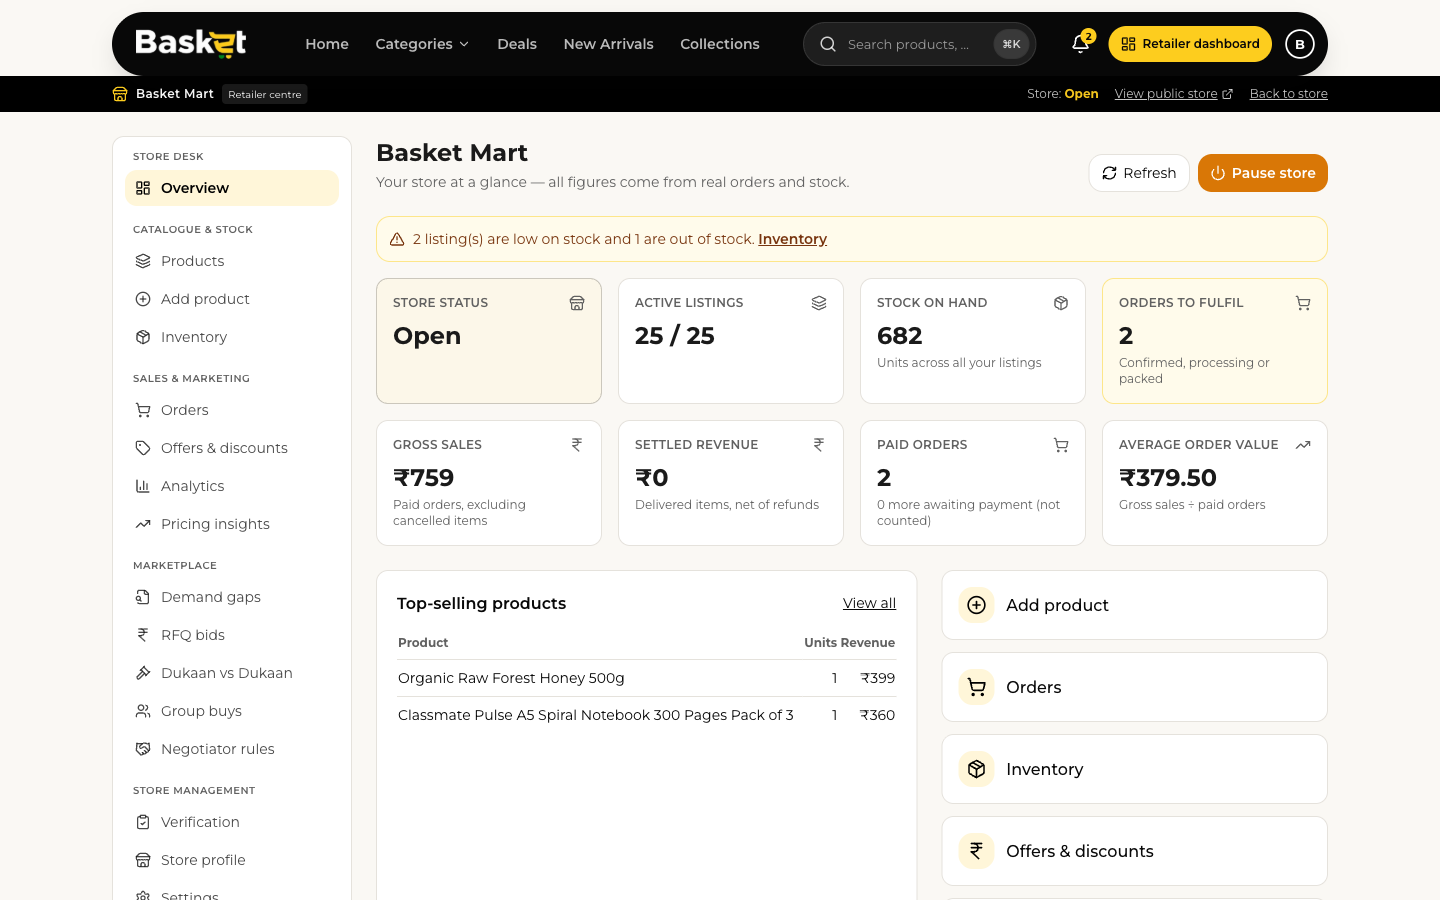 Basket
Home
Categories
Deals
New Arrivals
Collections
Search products, ...
⌘K
2
Retailer dashboard
B
Basket Mart
Retailer centre
Store: Open
View public store
Back to store
STORE DESK
Overview
CATALOGUE & STOCK
Products
Add product
Inventory
SALES & MARKETING
Orders
Offers & discounts
Analytics
Pricing insights
MARKETPLACE
Demand gaps
RFQ bids
Dukaan vs Dukaan
Group buys
Negotiator rules
STORE MANAGEMENT
Verification
Store profile
Settings
Basket Mart
Your store at a glance — all figures come from real orders and stock.
Refresh
Pause store
2 listing(s) are low on stock and 1 are out of stock. Inventory
STORE STATUS
Open
ACTIVE LISTINGS
25 / 25
STOCK ON HAND
682
Units across all your listings
ORDERS TO FULFIL
2
Confirmed, processing or
packed
GROSS SALES
₹759
Paid orders, excluding
cancelled items
SETTLED REVENUE
₹0
Delivered items, net of refunds
PAID ORDERS
2
0 more awaiting payment (not
counted)
AVERAGE ORDER VALUE
₹379.50
Gross sales ÷ paid orders
Top-selling products
View all
Product Units Revenue
Organic Raw Forest Honey 500g 1 ₹399
Classmate Pulse A5 Spiral Notebook 300 Pages Pack of 3 1 ₹360
Add product
Orders
Inventory
Offers & discounts